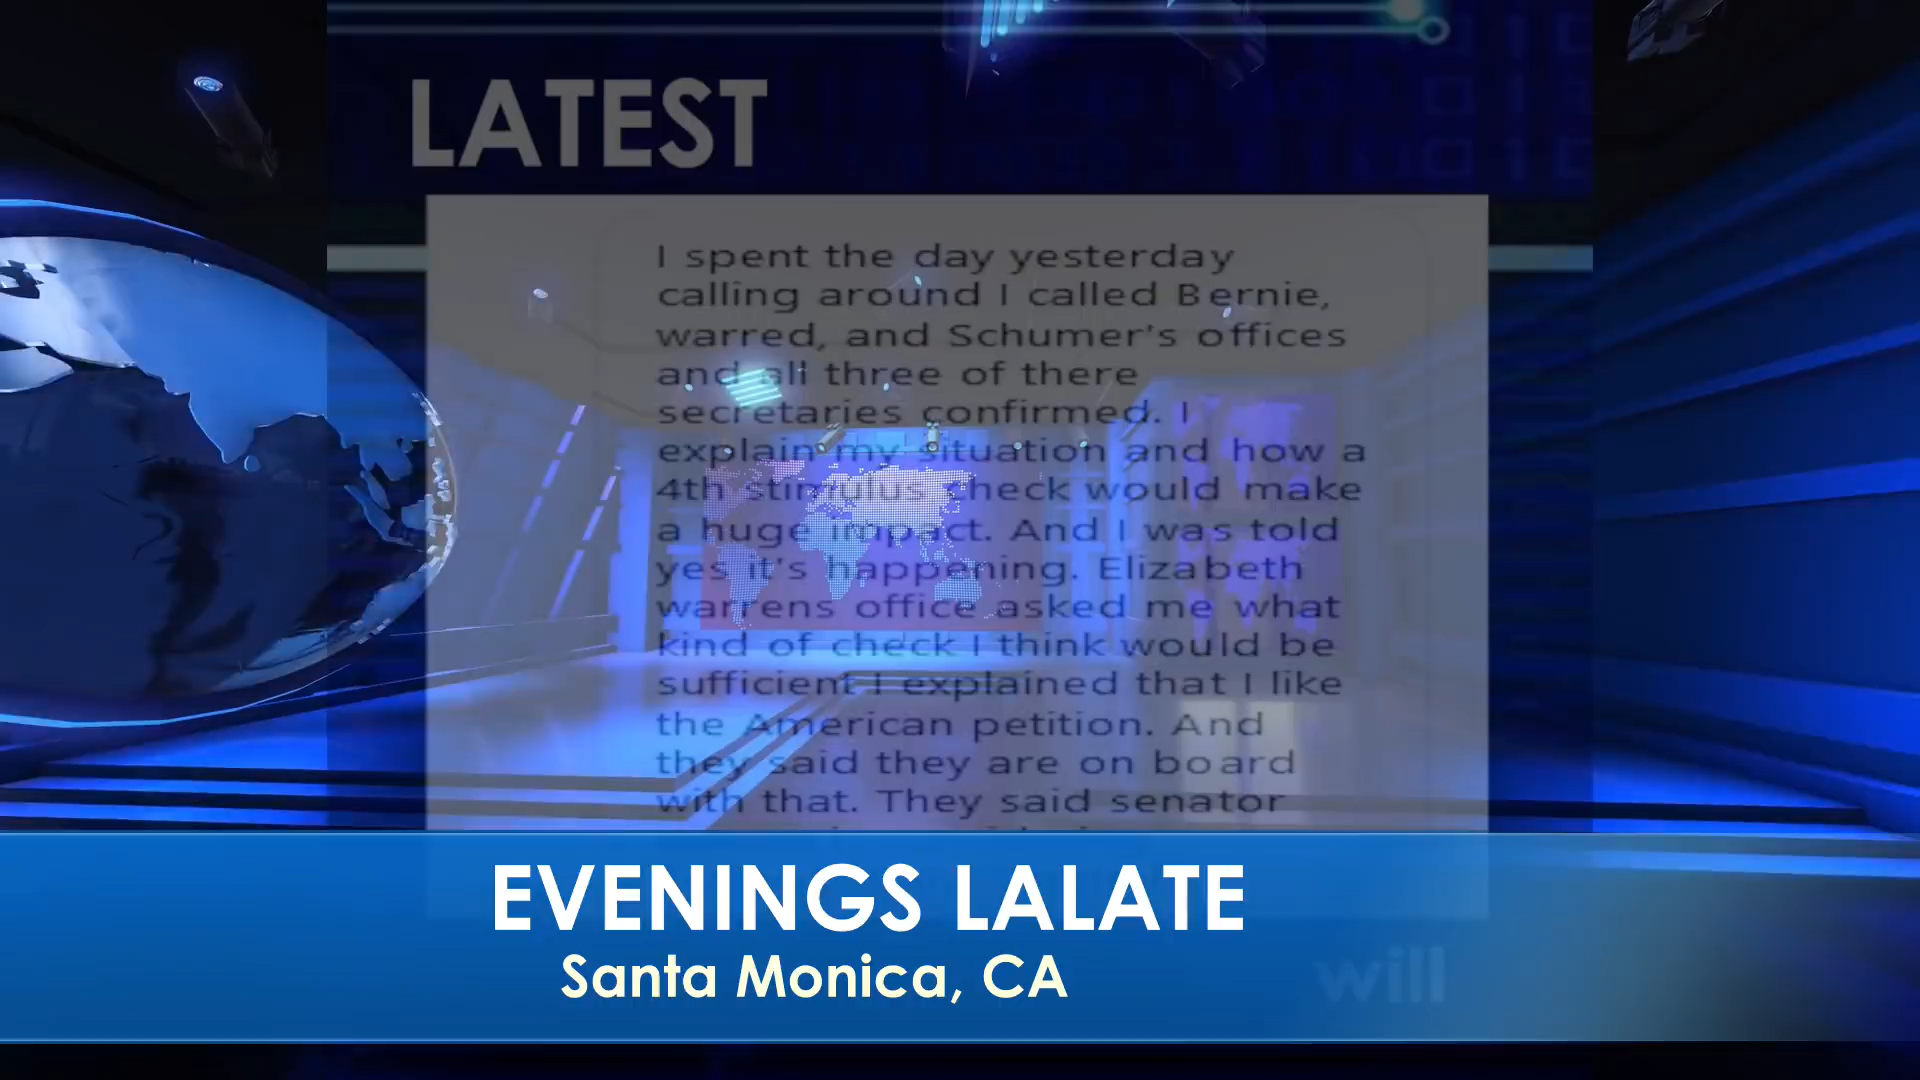 LATEST
I spent the day yesterday
calling around I called Bernie,
warred, and Schumer's offices
and all three of there
secretaries confirmed. I
explain my situation and how a
4th stimulus check would make
a huge impact. And I was told
yes it's happening. Elizabeth
warrens office asked me what
kind of check I think would be
sufficient I explained that I like
the American petition. And
they said they are on board
with that. They said senator
EVENINGS LALATE
Santa Monica, CA
will